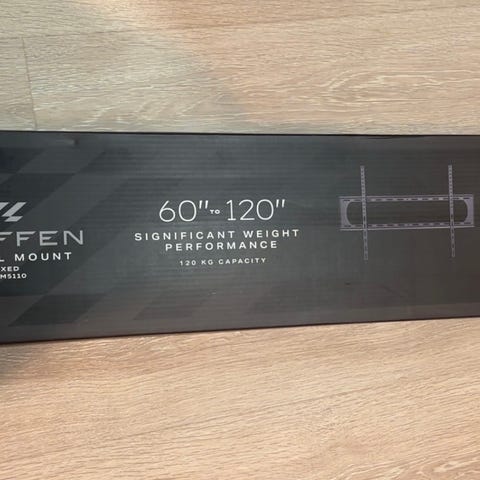 FFEN
L MOUNT
XED
M5110
60" TO 120"
SIGNIFICANT WEIGHT
PERFORMANCE
120 KG CAPACITY